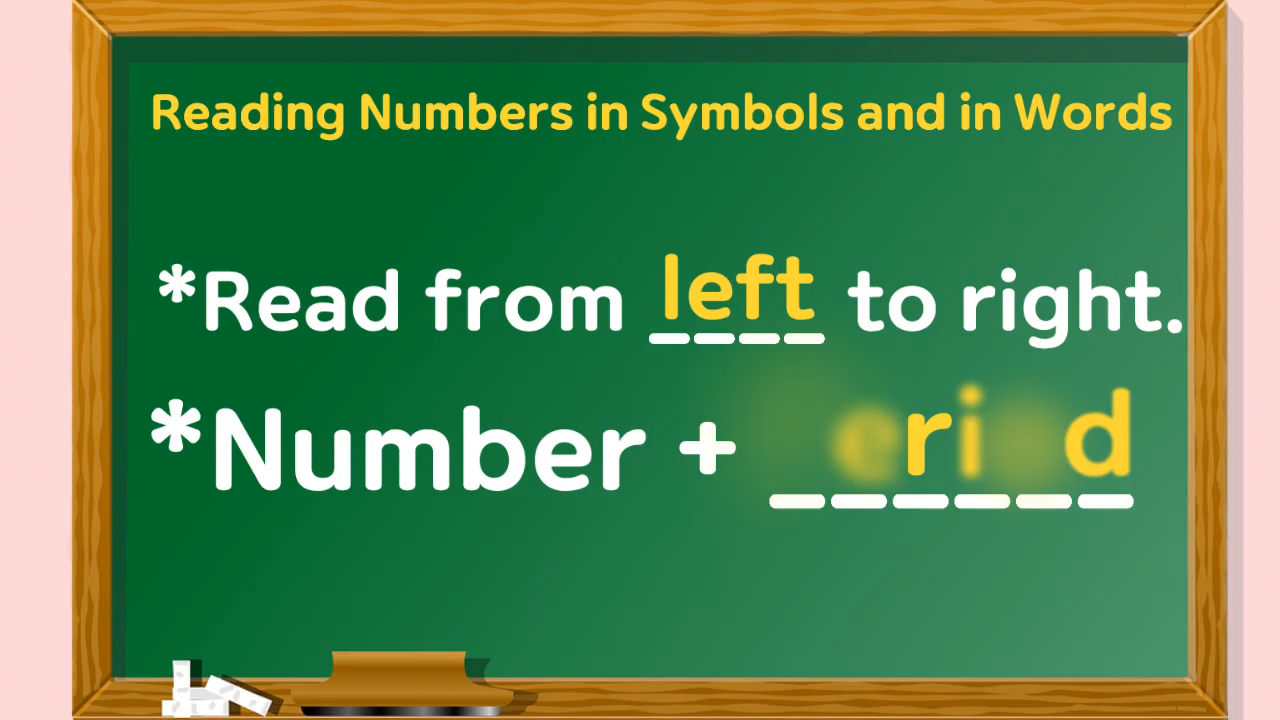 Reading Numbers in Symbols and in Words
*Read from left to right.
*Number +